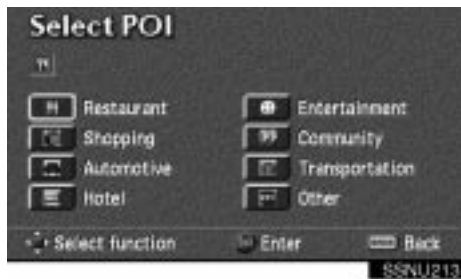 Select POI
Restaurant
Entertainment
Shopping
Community
Automotive
Transportation
Hotel
Other
Select function
Enter
Back
SSNU213